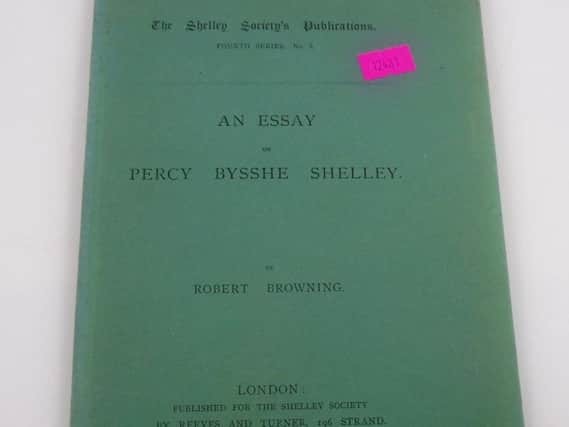 The Shelley Society's Publications.
FOURTH SERIES. No.
AN ESSAY
ON
PERCY BYSSHE SHELLEY.
BY
ROBERT BROWNING.
LONDON:
PUBLISHED FOR THE SHELLEY SOCIETY
BY REEVES AND TURNER, 196 STRAND.